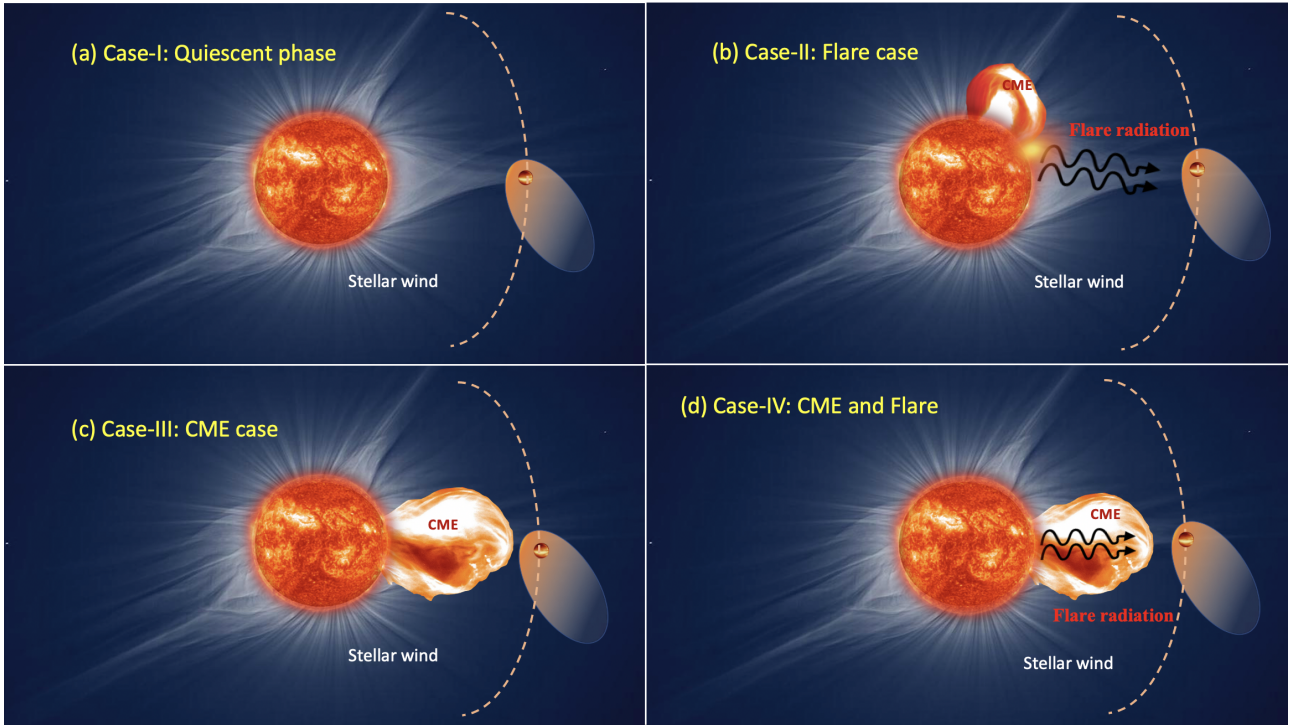 (a) Case-I: Quiescent phase
Stellar wind
(b) Case-II: Flare case
CME
Flare radiation
Stellar wind
(c) Case-III: CME case
CME
Stellar wind
(d) Case-IV: CME and Flare
CME
Flare radiation
Stellar wind